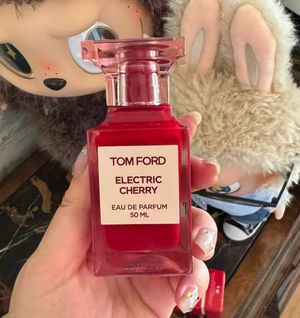 TOM FORD
ELECTRIC
CHERRY
EAU DE PARFUM
50 ML